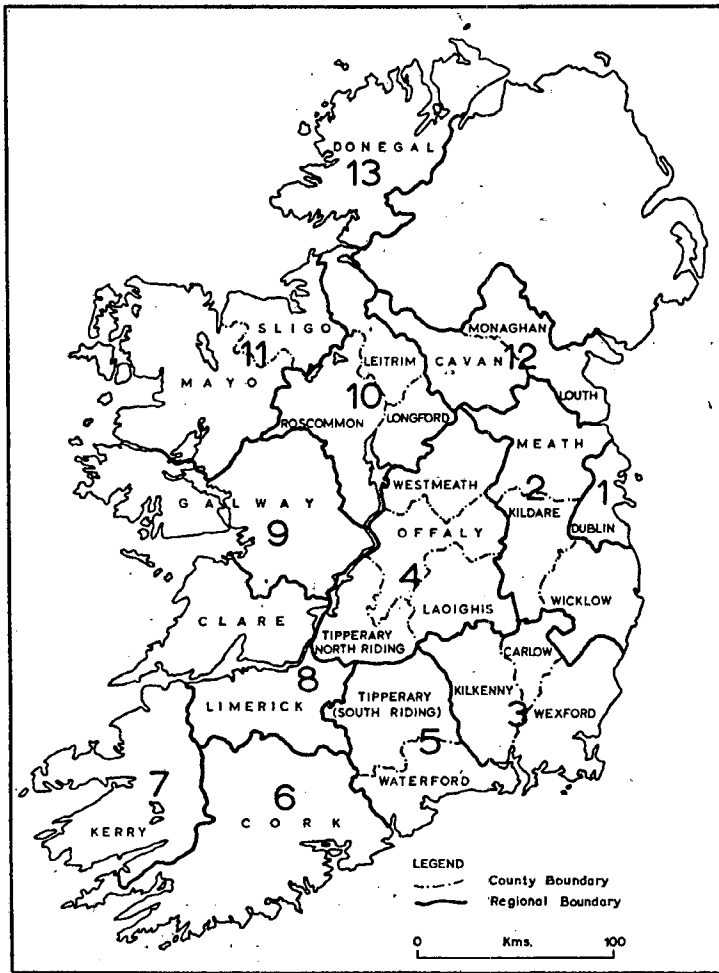 DONEGAL
13
MONAGHAN
SLIGO
LEITRIM
CAVAN
12
11
MAYO
10
LOUTH
ROSCOMMON
LONGFORD
MEATH
WESTMEATH
2
1
GALWAY
KILDARE
9
OFFALY
DUBLIN
4
CLARE
LAOIGHIS
WICKLOW
TIPPERARY
NORTH RIDING
CARLOW
8
LIMERICK
TIPPERARY
(SOUTH RIDING)
KILKENNY
3
WEXFORD
5
7
6
WATERFORD
KERRY
CORK
LEGEND
County Boundary
Regional Boundary
0 Kms. 100